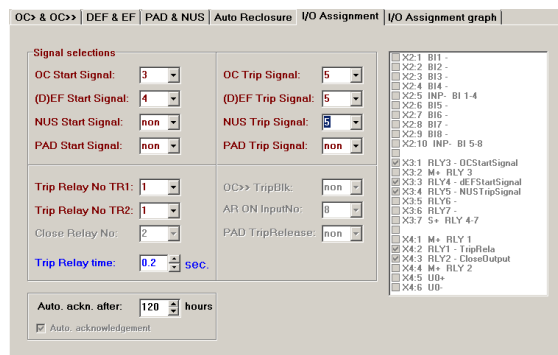 OC> & OC>> DEF & EF PAD & NUS Auto Reclosure I/O Assignment I/O Assignment graph
Signal selections
OC Start Signal: 3
(D)EF Start Signal: 4
NUS Start Signal: non
PAD Start Signal: non
OC Trip Signal: 5
(D)EF Trip Signal: 5
NUS Trip Signal: 5
PAD Trip Signal: non
Trip Relay No TR1: 1
Trip Relay No TR2: 1
Close Relay No: 2
Trip Relay time: 0.2 sec.
OC>> TripBlk: non
AR ON InputNo: 8
PAD TripRelease: non
Auto. ackn. after: 120 hours
Auto. acknowledgement
X2:1 BI1 -
X2:2 BI2 -
X2:3 BI3 -
X2:4 BI4 -
X2:5 INP- BI 1-4
X2:6 BI5 -
X2:7 BI6 -
X2:8 BI7 -
X2:9 BI8 -
X2:10 INP- BI 5-8
X3:1 RLY3 - OCStartSignal
X3:2 M+ RLY 3
X3:3 RLY4 - dEFStartSignal
X3:4 RLY5 - NUSTripSignal
X3:5 RLY6 -
X3:6 RLY7 -
X3:7 S+ RLY 4-7
X4:1 M+ RLY 1
X4:2 RLY1 - TripRela
X4:3 RLY2 - CloseOutput
X4:4 M+ RLY 2
X4:5 U0+
X4:6 U0-